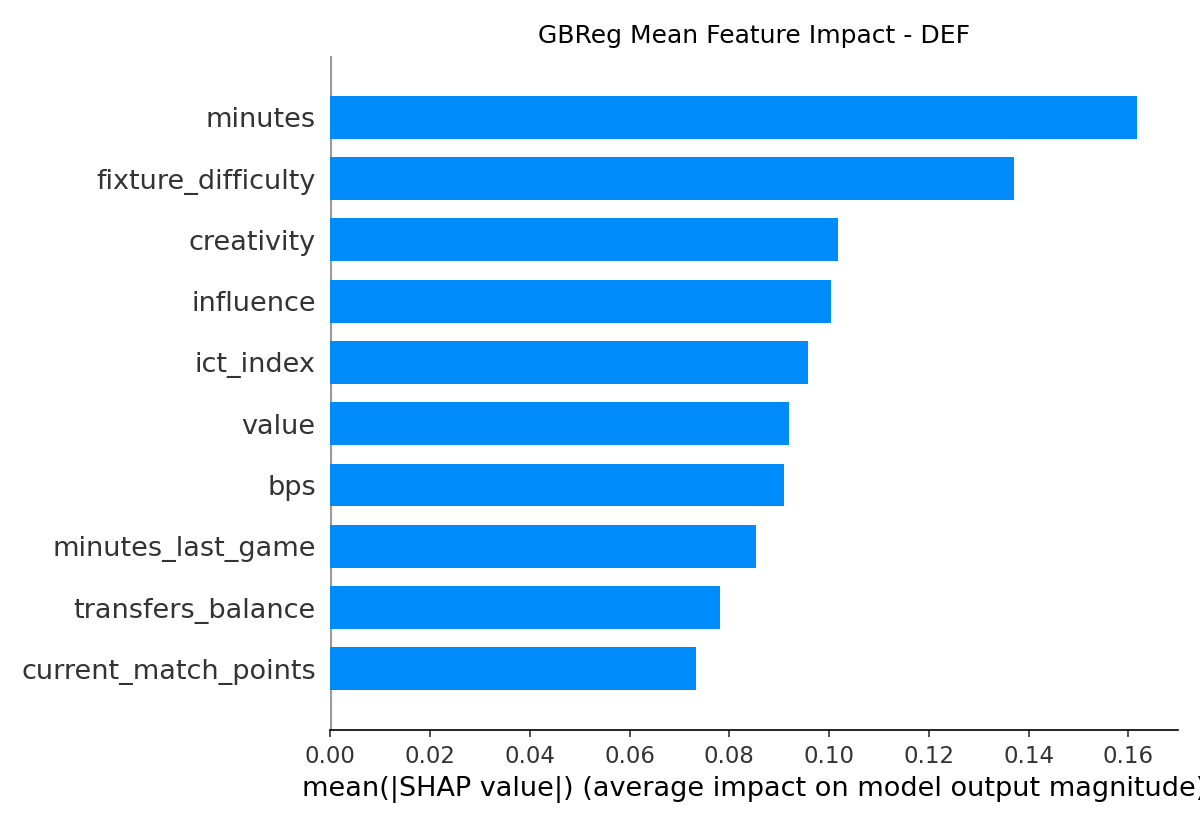 GBReg Mean Feature Impact - DEF
minutes
fixture_difficulty
creativity
influence
ict_index
value
bps
minutes_last_game
transfers_balance
current_match_points
0.00 0.02 0.04 0.06 0.08 0.10 0.12 0.14 0.16
mean(|SHAP value|) (average impact on model output magnitude)